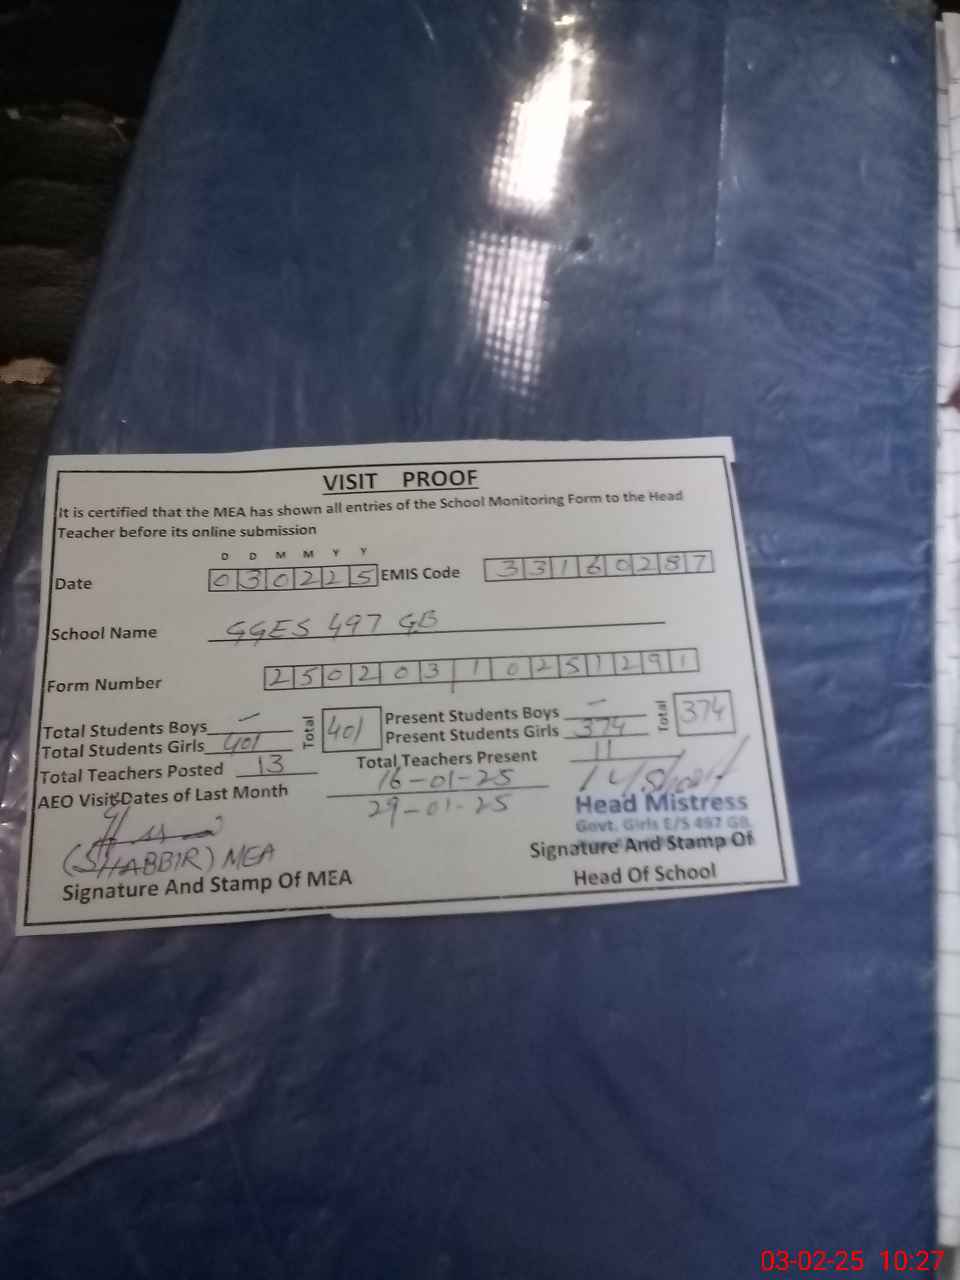 VISIT PROOF
It is certified that the MEA has shown all entries of the School Monitoring Form to the Head
Teacher before its online submission
D D M M Y Y
Date 030225 EMIS Code 33160287
School Name GGES 497 GB
Form Number 25020310251291
Total Students Boys — Total 401 Present Students Boys — Total 374
Total Students Girls 401 Present Students Girls 374
Total Teachers Posted 13 Total Teachers Present 11
AEO Visit Dates of Last Month 16-01-25
29-01-25
Head Mistress
Govt. Girls E/S 497 GB
(SHABBIR) MEA
Signature And Stamp Of MEA
Signature And Stamp Of
Head Of School
03-02-25 10:27